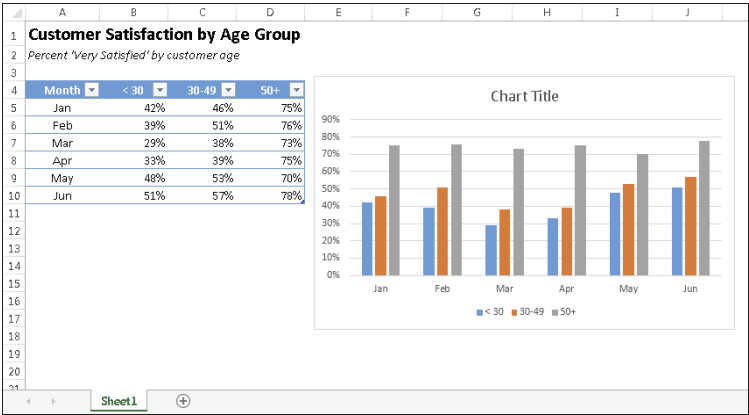 A B C D E F G H I J
1 Customer Satisfaction by Age Group
2 Percent 'Very Satisfied' by customer age
3
4 Month < 30 30-49 50+
5 Jan 42% 46% 75%
6 Feb 39% 51% 76%
7 Mar 29% 38% 73%
8 Apr 33% 39% 75%
9 May 48% 53% 70%
10 Jun 51% 57% 78%
11
12
13
14
15
16
17
18
19
20
21
Chart Title
90%
80%
70%
60%
50%
40%
30%
20%
10%
0%
Jan Feb Mar Apr May Jun
< 30 30-49 50+
Sheet1